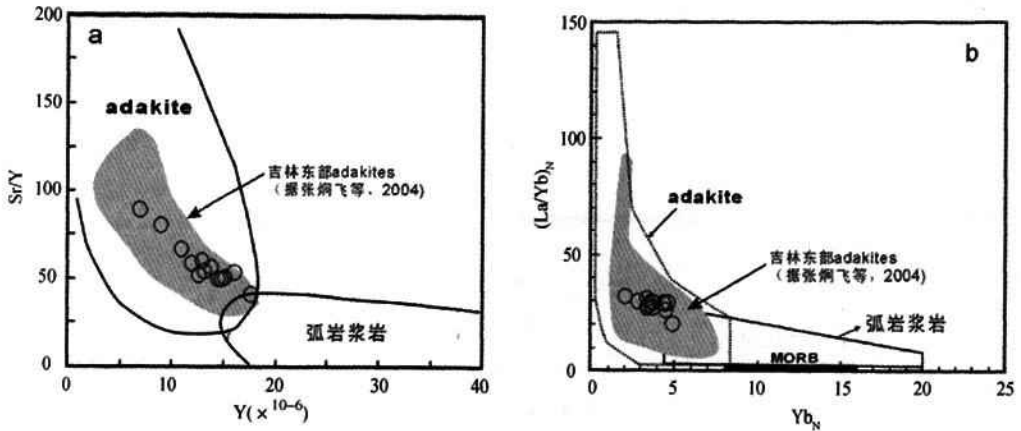 200
150
100
50
0
Sr/Y
a
adakite
吉林东部adakites
(据张炯飞等，2004)
弧岩浆岩
0
10
20
30
40
Y(×10-6)
150
100
50
0
(La/Yb)N
b
adakite
吉林东部adakites
(据张炯飞等，2004)
弧岩浆岩
MORB
0
5
10
15
20
25
YbN